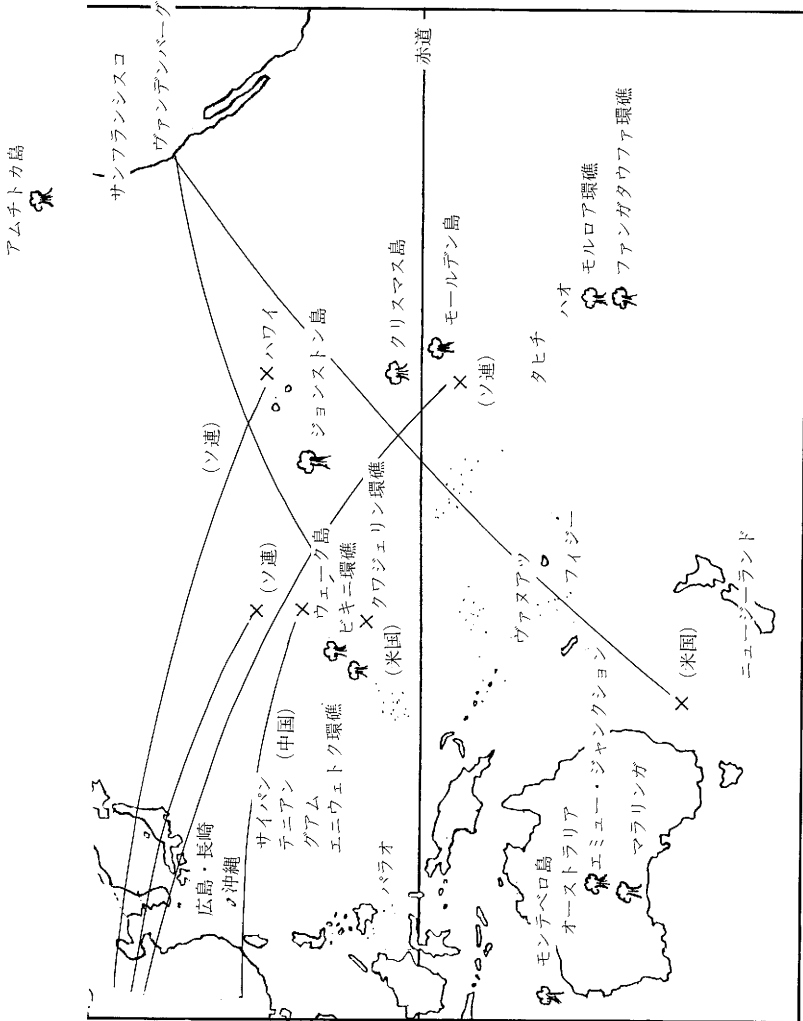 アムチトカ島
サンフランシスコ
ヴァンデンバーグ
赤道
(ソ連)
ハワイ
ジョンストン島
クリスマス島
モールデン島
(ソ連)
タヒチ
ハオ
モルロア環礁
ファンガタウファ環礁
(ソ連)
ウェーク島
ビキニ環礁
クワジェリン環礁
(米国)
ヴァヌアツ
フィジー
ニュージーランド
(米国)
広島・長崎
沖縄
サイパン
テニアン
(中国)
グアム
エニウェトク環礁
パラオ
モンテベロ島
オーストラリア
エミュー・ジャンクション
マラリンガ